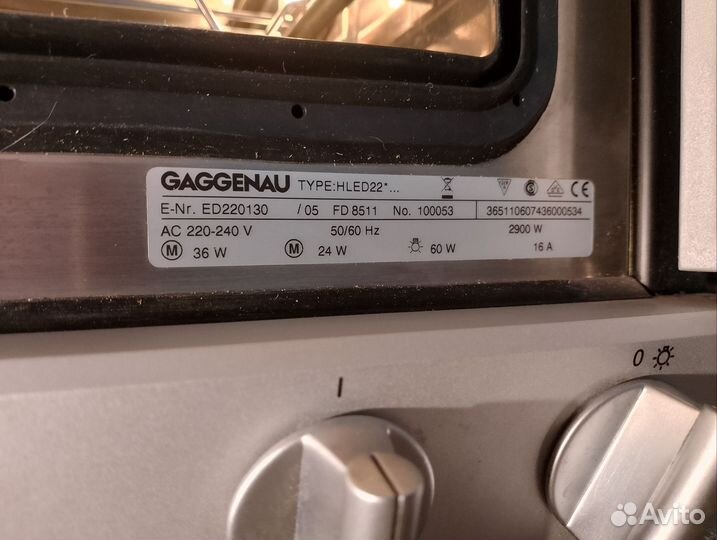 GAGGENAU TYPE:HLED22*...
E-Nr. ED220130 /05 FD 8511 No. 100053 365110607436000534
AC 220-240 V 50/60 Hz 2900 W
M 36 W M 24 W 60 W 16 A
I
0
Avito